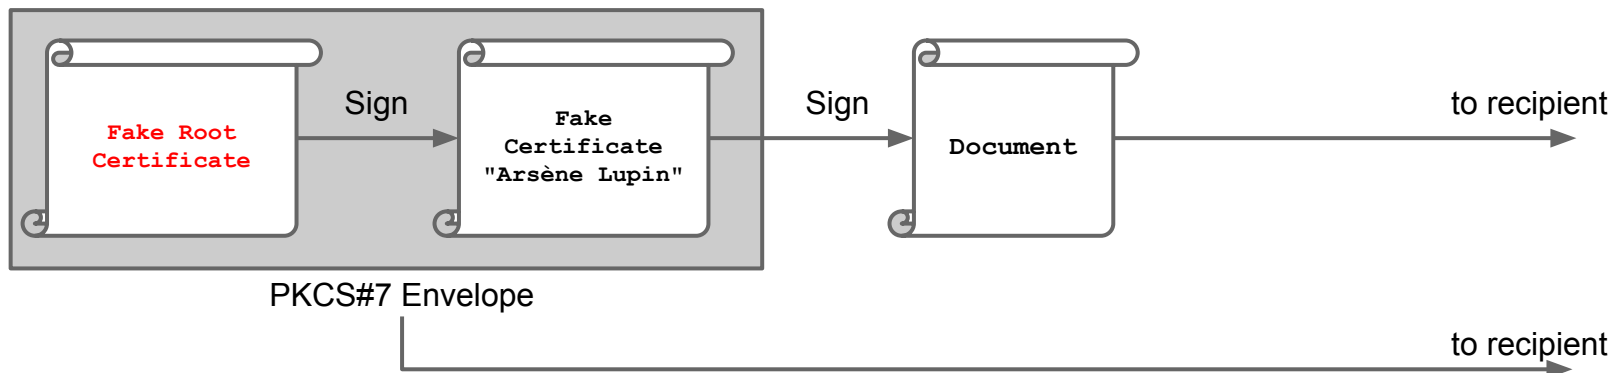 Fake Root
Certificate
Sign
Fake
Certificate
"Arsène Lupin"
Sign
Document
to recipient
PKCS#7 Envelope
to recipient